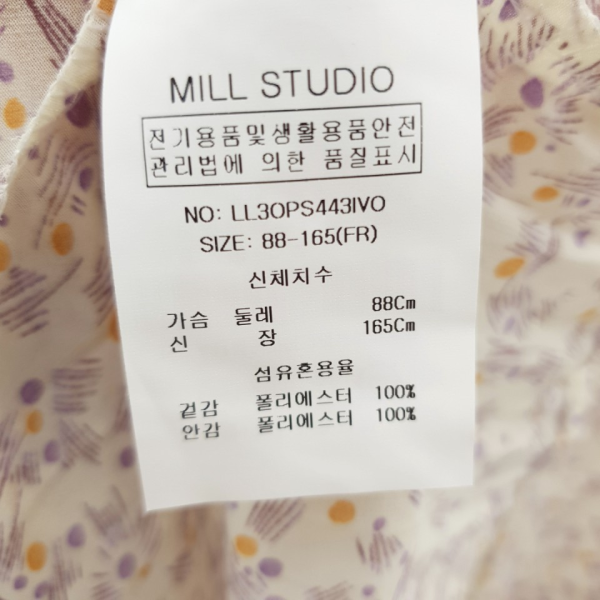 MILL STUDIO
전기용품및생활용품안전
관리법에 의한 품질표시
NO: LL3OPS443IVO
SIZE: 88-165(FR)
신체치수
가슴 둘레 88Cm
신 장 165Cm
섬유혼용율
겉감 폴리에스터 100%
안감 폴리에스터 100%